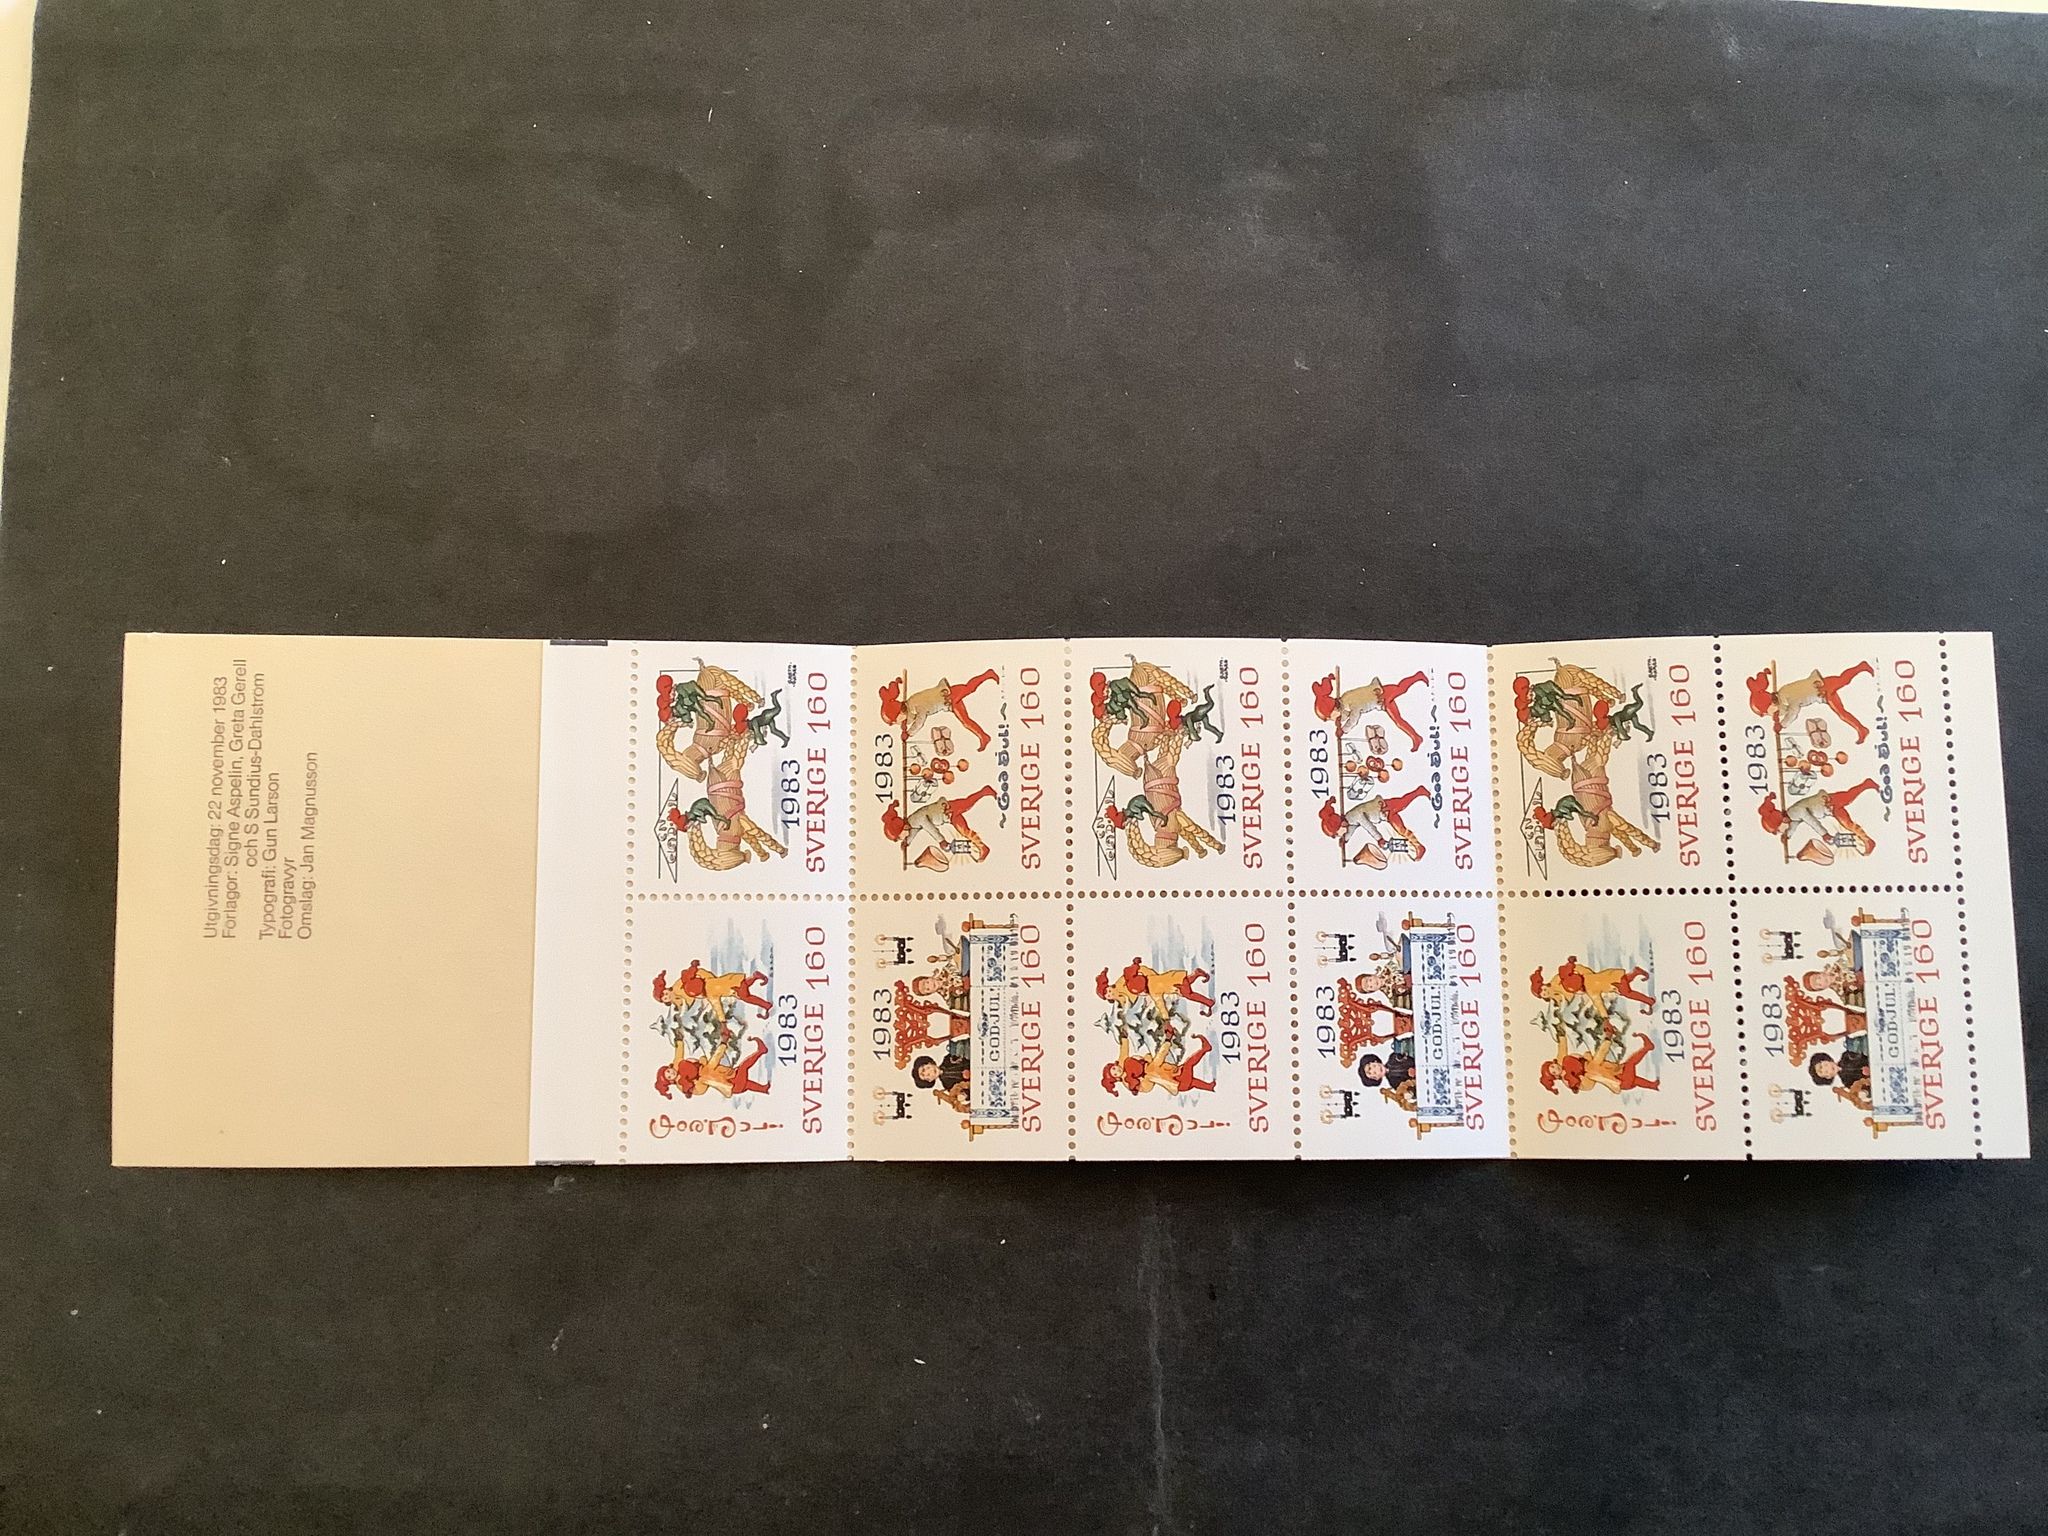 Utgivningsdag: 22 november 1983
Förlagor: Signe Aspelin, Greta Gerell
och S Sundius-Dahlström
Typografi: Gun Larson
Fotogravyr
Omslag: Jan Magnusson
1983
SVERIGE 160
God Jul
1983
SVERIGE 160
1983
~God Jul!~
SVERIGE 160
1983
GOD JUL!
SVERIGE 160
1983
SVERIGE 160
God Jul
1983
SVERIGE 160
1983
~God Jul!~
SVERIGE 160
1983
GOD JUL!
SVERIGE 160
1983
SVERIGE 160
God Jul
1983
SVERIGE 160
1983
~God Jul!~
SVERIGE 160
1983
GOD JUL!
SVERIGE 160